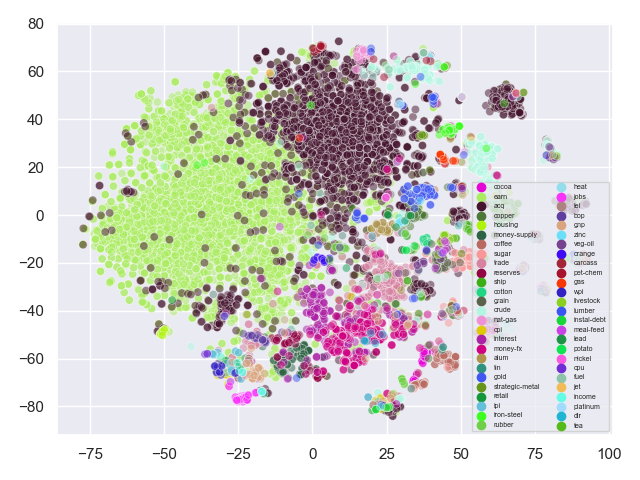 80
60
40
20
0
−20
−40
−60
−80
−75
−50
−25
0
25
50
75
100
cocoa
earn
acq
copper
housing
money-supply
coffee
sugar
trade
reserves
ship
cotton
grain
crude
nat-gas
cpi
interest
money-fx
alum
tin
gold
strategic-metal
retail
ipi
iron-steel
rubber
heat
jobs
lei
bop
gnp
zinc
veg-oil
orange
carcass
pet-chem
gas
wpi
livestock
lumber
instal-debt
meal-feed
lead
potato
nickel
cpu
fuel
jet
income
platinum
dlr
tea